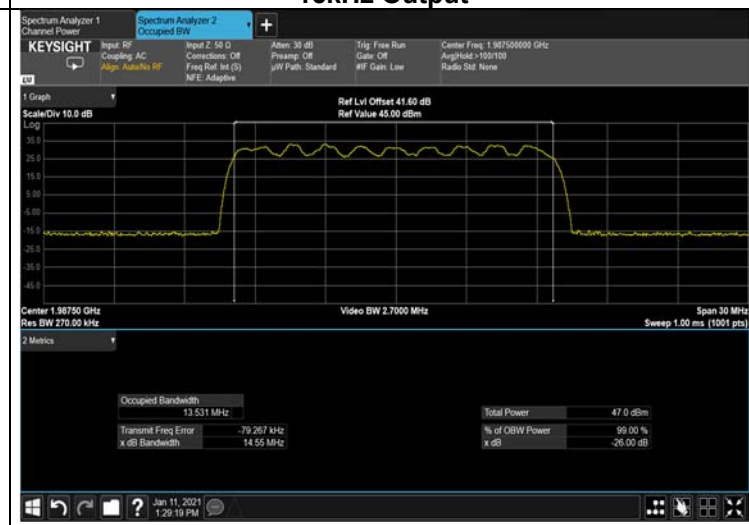 Spectrum Analyzer 1
Channel Power
Spectrum Analyzer 2
Occupied BW
KEYSIGHT
Input: RF
Coupling: AC
Align: Auto/No RF
Input Z: 50 Ω
Corrections: Off
Freq Ref: Int (S)
NFE: Adaptive
Atten: 30 dB
Preamp: Off
µW Path: Standard
Trig: Free Run
Gate: Off
#IF Gain: Low
Center Freq: 1.987500000 GHz
Avg|Hold:>100/100
Radio Std: None
LXI
1 Graph
Scale/Div 10.0 dB
Ref Lvl Offset 41.60 dB
Ref Value 45.00 dBm
Log
35.0
25.0
15.0
5.00
-5.00
-15.0
-25.0
-35.0
-45.0
Center 1.98750 GHz
Res BW 270.00 kHz
Video BW 2.7000 MHz
Span 30 MHz
Sweep 1.00 ms (1001 pts)
2 Metrics
Occupied Bandwidth
13.531 MHz
Transmit Freq Error -79.267 kHz
x dB Bandwidth 14.55 MHz
Total Power 47.0 dBm
% of OBW Power 99.00 %
x dB -26.00 dB
Jan 11, 2021
1:29:19 PM